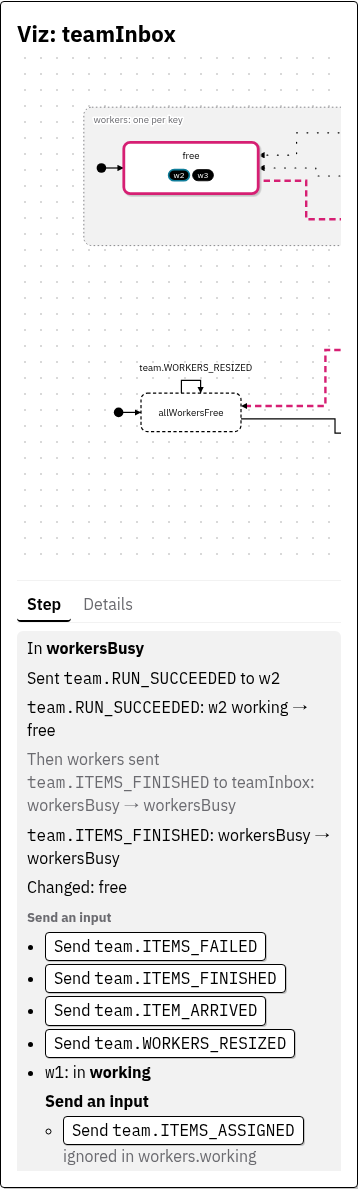 Viz: teamInbox
workers: one per key
free
w2 w3
team.WORKERS_RESIZED
allWorkersFree
Step Details
In workersBusy
Sent team.RUN_SUCCEEDED to w2
team.RUN_SUCCEEDED: w2 working →
free
Then workers sent
team.ITEMS_FINISHED to teamInbox:
workersBusy → workersBusy
team.ITEMS_FINISHED: workersBusy →
workersBusy
Changed: free
Send an input
• Send team.ITEMS_FAILED
• Send team.ITEMS_FINISHED
• Send team.ITEM_ARRIVED
• Send team.WORKERS_RESIZED
• w1: in working
Send an input
◦ Send team.ITEMS_ASSIGNED
ignored in workers.working